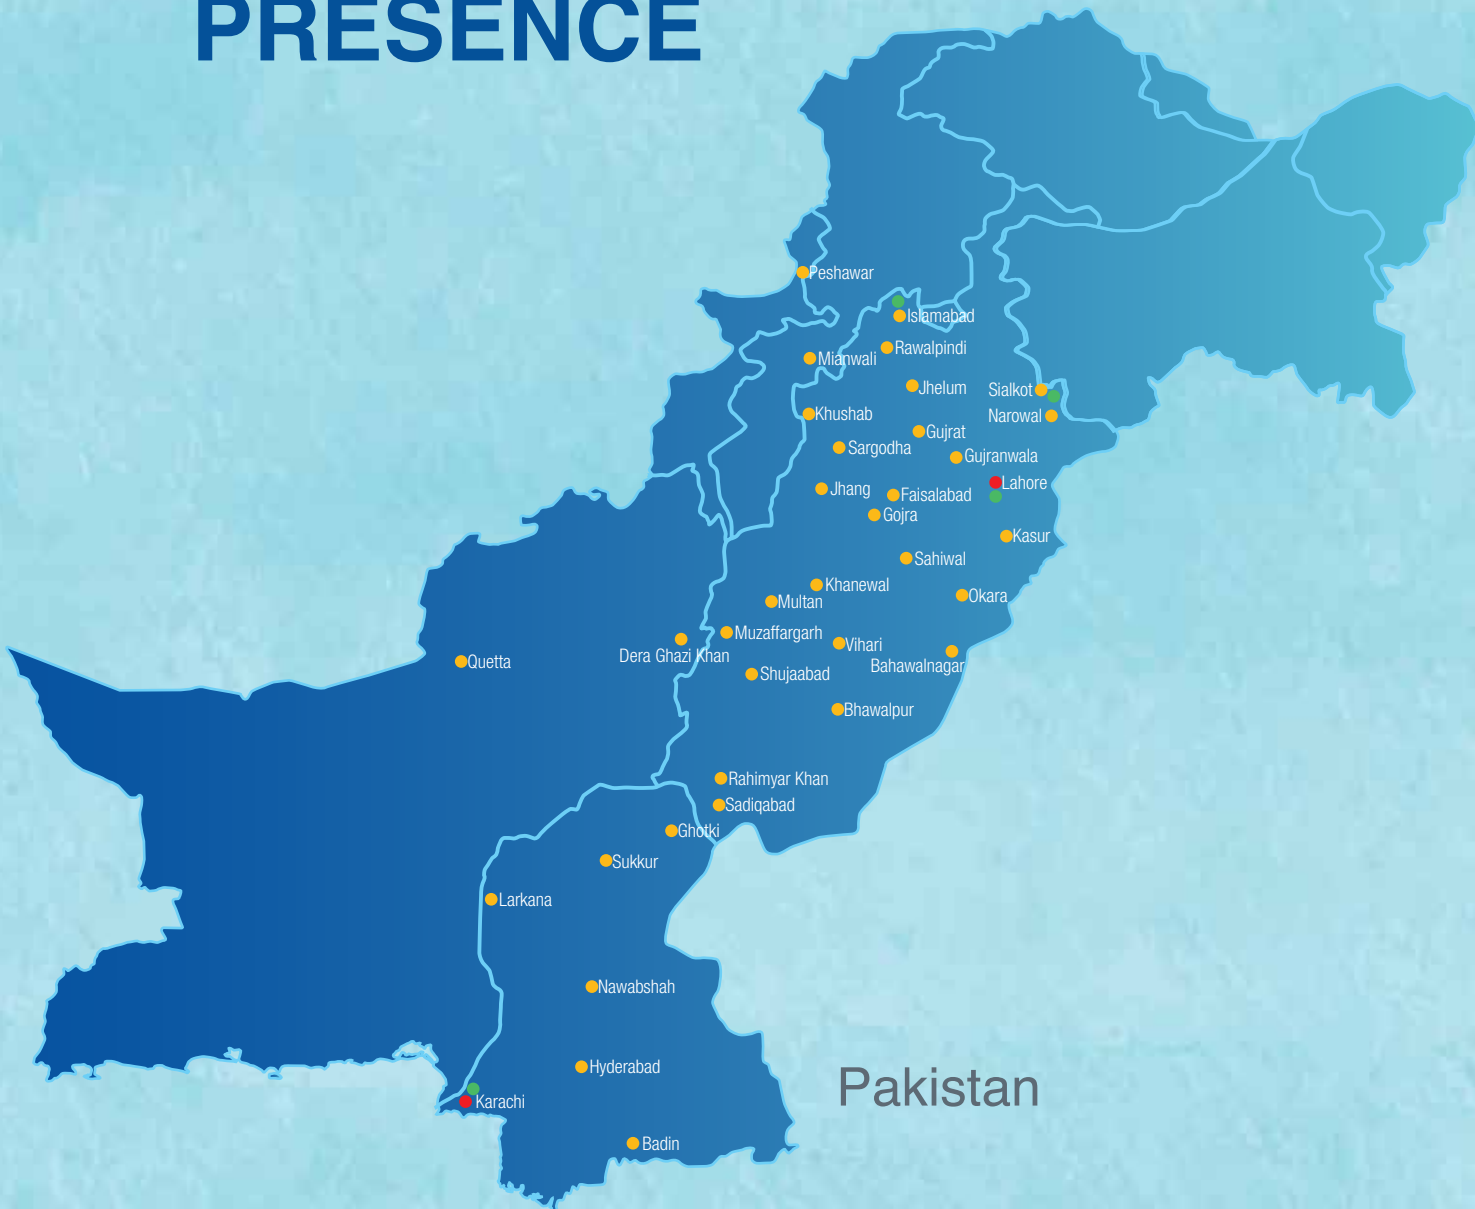 PRESENCE
Peshawar
Islamabad
Rawalpindi
Mianwali
Jhelum
Sialkot
Khushab
Narowal
Gujrat
Sargodha
Gujranwala
Lahore
Jhang
Faisalabad
Gojra
Kasur
Sahiwal
Khanewal
Okara
Multan
Muzaffargarh
Vihari
Dera Ghazi Khan
Quetta
Bahawalnagar
Shujaabad
Bhawalpur
Rahimyar Khan
Sadiqabad
Ghotki
Sukkur
Larkana
Nawabshah
Hyderabad
Pakistan
Karachi
Badin